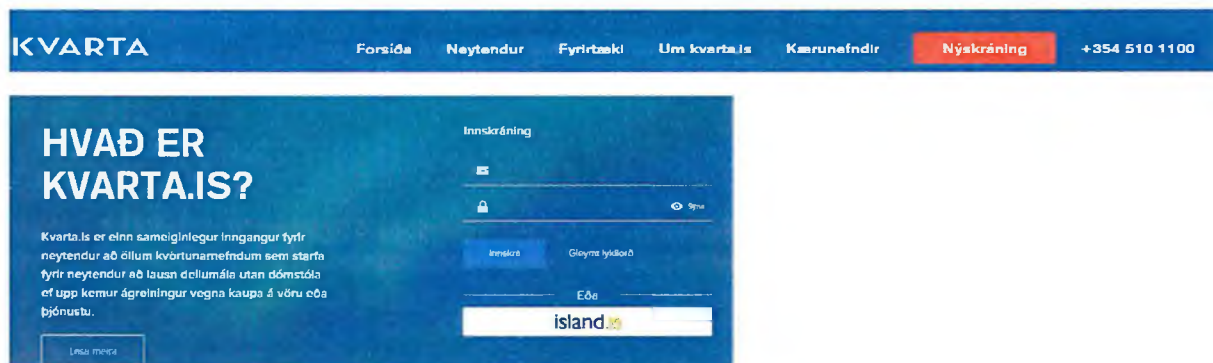 KVARTA
Forsíða Neytendur Fyrirtæki Um kvarta.is Kærunefndir Nýskráning +354 510 1100
HVAÐ ER
KVARTA.IS?
Kvarta.is er einn sameiginlegur inngangur fyrir
neytendur að öllum kvörtunarnefndum sem starfa
fyrir neytendur að lausn deilumála utan dómstóla
ef upp kemur ágreiningur vegna kaupa á vöru eða
þjónustu.
Lesa meira
Innskráning
Innskrá Gleymt lykilorð
Eða
island.is